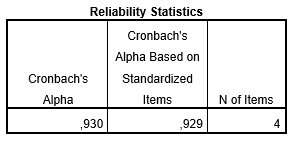 Reliability Statistics
Cronbach's
Alpha
Cronbach's
Alpha Based on
Standardized
Items
N of Items
,930
,929
4